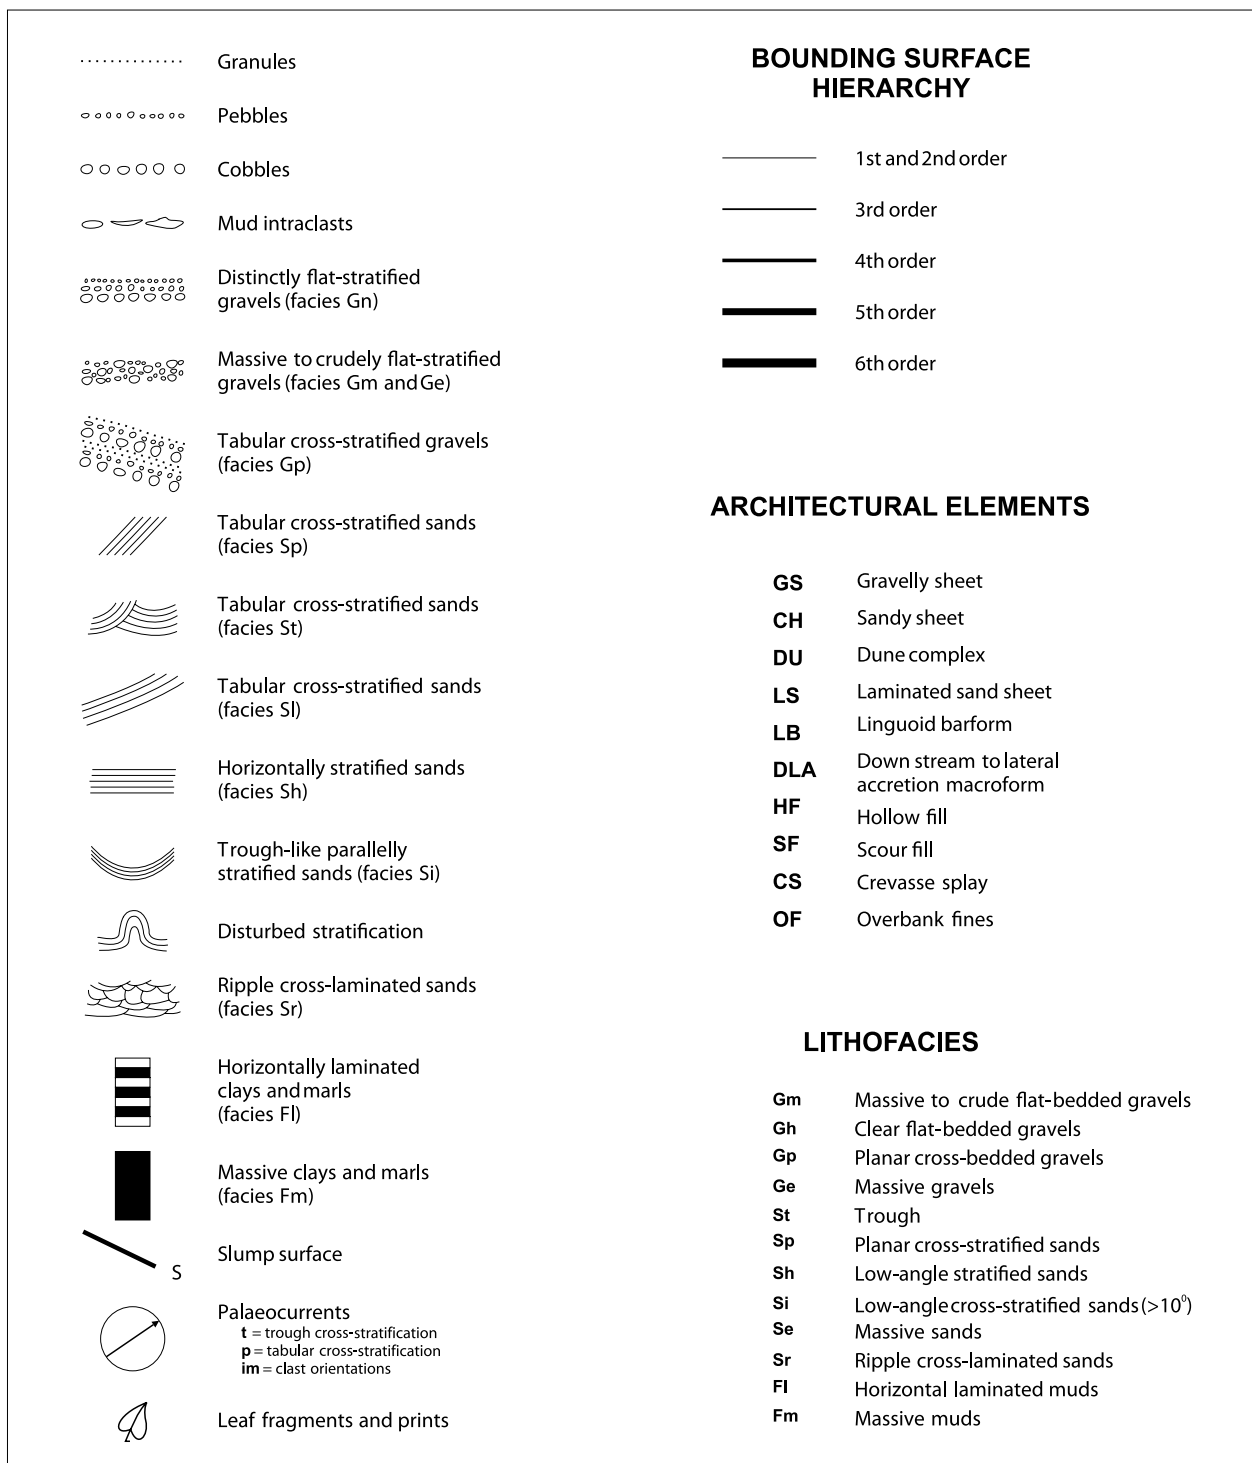 Granules
Pebbles
Cobbles
Mud intraclasts
Distinctly flat-stratified
gravels (facies Gn)
Massive to crudely flat-stratified
gravels (facies Gm and Ge)
Tabular cross-stratified gravels
(facies Gp)
Tabular cross-stratified sands
(facies Sp)
Tabular cross-stratified sands
(facies St)
Tabular cross-stratified sands
(facies Sl)
Horizontally stratified sands
(facies Sh)
Trough-like parallelly
stratified sands (facies Si)
Disturbed stratification
Ripple cross-laminated sands
(facies Sr)
Horizontally laminated
clays and marls
(facies Fl)
Massive clays and marls
(facies Fm)
S Slump surface
Palaeocurrents
t = trough cross-stratification
p = tabular cross-stratification
im = clast orientations
Leaf fragments and prints
BOUNDING SURFACE
HIERARCHY
1st and 2nd order
3rd order
4th order
5th order
6th order
ARCHITECTURAL ELEMENTS
GS Gravelly sheet
CH Sandy sheet
DU Dune complex
LS Laminated sand sheet
LB Linguoid barform
DLA Down stream to lateral
accretion macroform
HF Hollow fill
SF Scour fill
CS Crevasse splay
OF Overbank fines
LITHOFACIES
Gm Massive to crude flat-bedded gravels
Gh Clear flat-bedded gravels
Gp Planar cross-bedded gravels
Ge Massive gravels
St Trough
Sp Planar cross-stratified sands
Sh Low-angle stratified sands
Si Low-angle cross-stratified sands (>10⁰)
Se Massive sands
Sr Ripple cross-laminated sands
Fl Horizontal laminated muds
Fm Massive muds